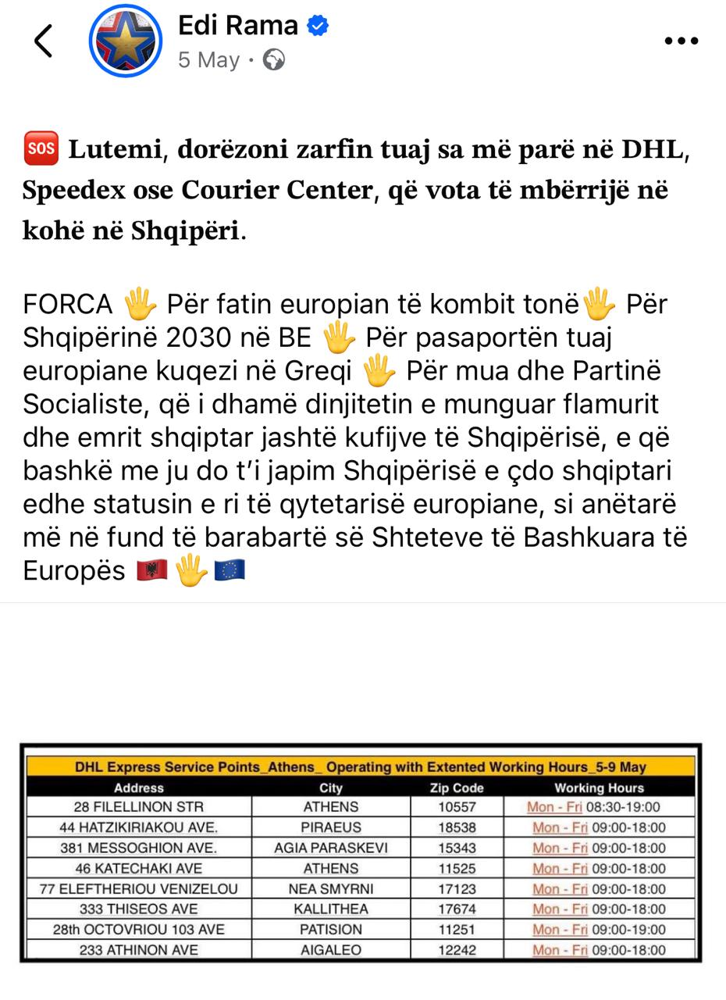 Edi Rama
5 May ·
🆘 Lutemi, dorëzoni zarfin tuaj sa më parë në DHL,
Speedex ose Courier Center, që vota të mbërrijë në
kohë në Shqipëri.
FORCA 🖐️ Për fatin europian të kombit tonë🖐️ Për
Shqipërinë 2030 në BE 🖐️ Për pasaportën tuaj
europiane kuqezi në Greqi 🖐️ Për mua dhe Partinë
Socialiste, që i dhamë dinjitetin e munguar flamurit
dhe emrit shqiptar jashtë kufijve të Shqipërisë, e që
bashkë me ju do t’i japim Shqipërisë e çdo shqiptari
edhe statusin e ri të qytetarisë europiane, si anëtarë
më në fund të barabartë së Shteteve të Bashkuara të
Europës 🇦🇱🖐️🇪🇺
DHL Express Service Points_Athens_ Operating with Extented Working Hours_5-9 May
Address City Zip Code Working Hours
28 FILELLINON STR ATHENS 10557 Mon - Fri 08:30-19:00
44 HATZIKIRIAKOU AVE. PIRAEUS 18538 Mon - Fri 09:00-18:00
381 MESSOGHION AVE. AGIA PARASKEVI 15343 Mon - Fri 09:00-18:00
46 KATECHAKI AVE ATHENS 11525 Mon - Fri 09:00-18:00
77 ELEFTHERIOU VENIZELOU NEA SMYRNI 17123 Mon - Fri 09:00-18:00
333 THISEOS AVE KALLITHEA 17674 Mon - Fri 09:00-18:00
28th OCTOVRIOU 103 AVE PATISION 11251 Mon - Fri 09:00-19:00
233 ATHINON AVE AIGALEO 12242 Mon - Fri 09:00-18:00